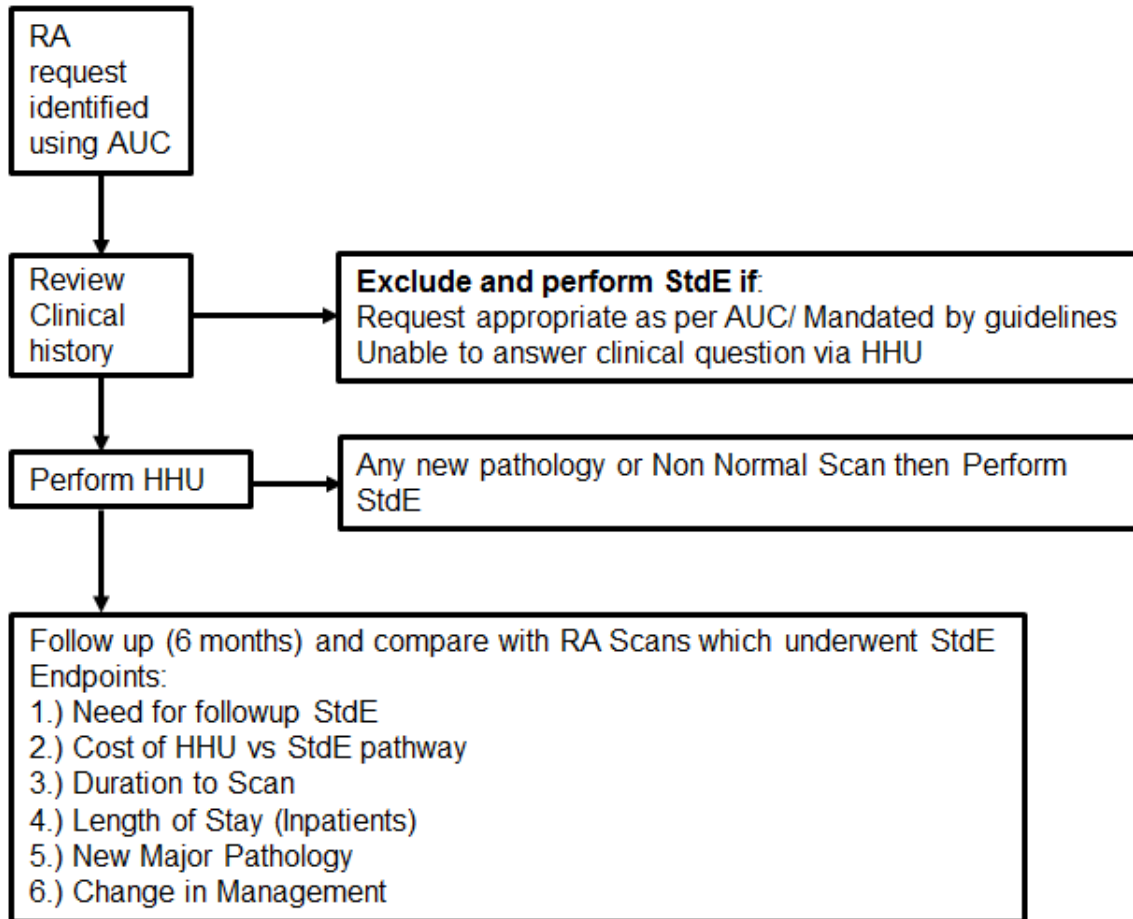 RA
request
identified
using AUC
Review
Clinical
history
Exclude and perform StdE if:
Request appropriate as per AUC/ Mandated by guidelines
Unable to answer clinical question via HHU
Perform HHU
Any new pathology or Non Normal Scan then Perform
StdE
Follow up (6 months) and compare with RA Scans which underwent StdE
Endpoints:
1.) Need for followup StdE
2.) Cost of HHU vs StdE pathway
3.) Duration to Scan
4.) Length of Stay (Inpatients)
5.) New Major Pathology
6.) Change in Management